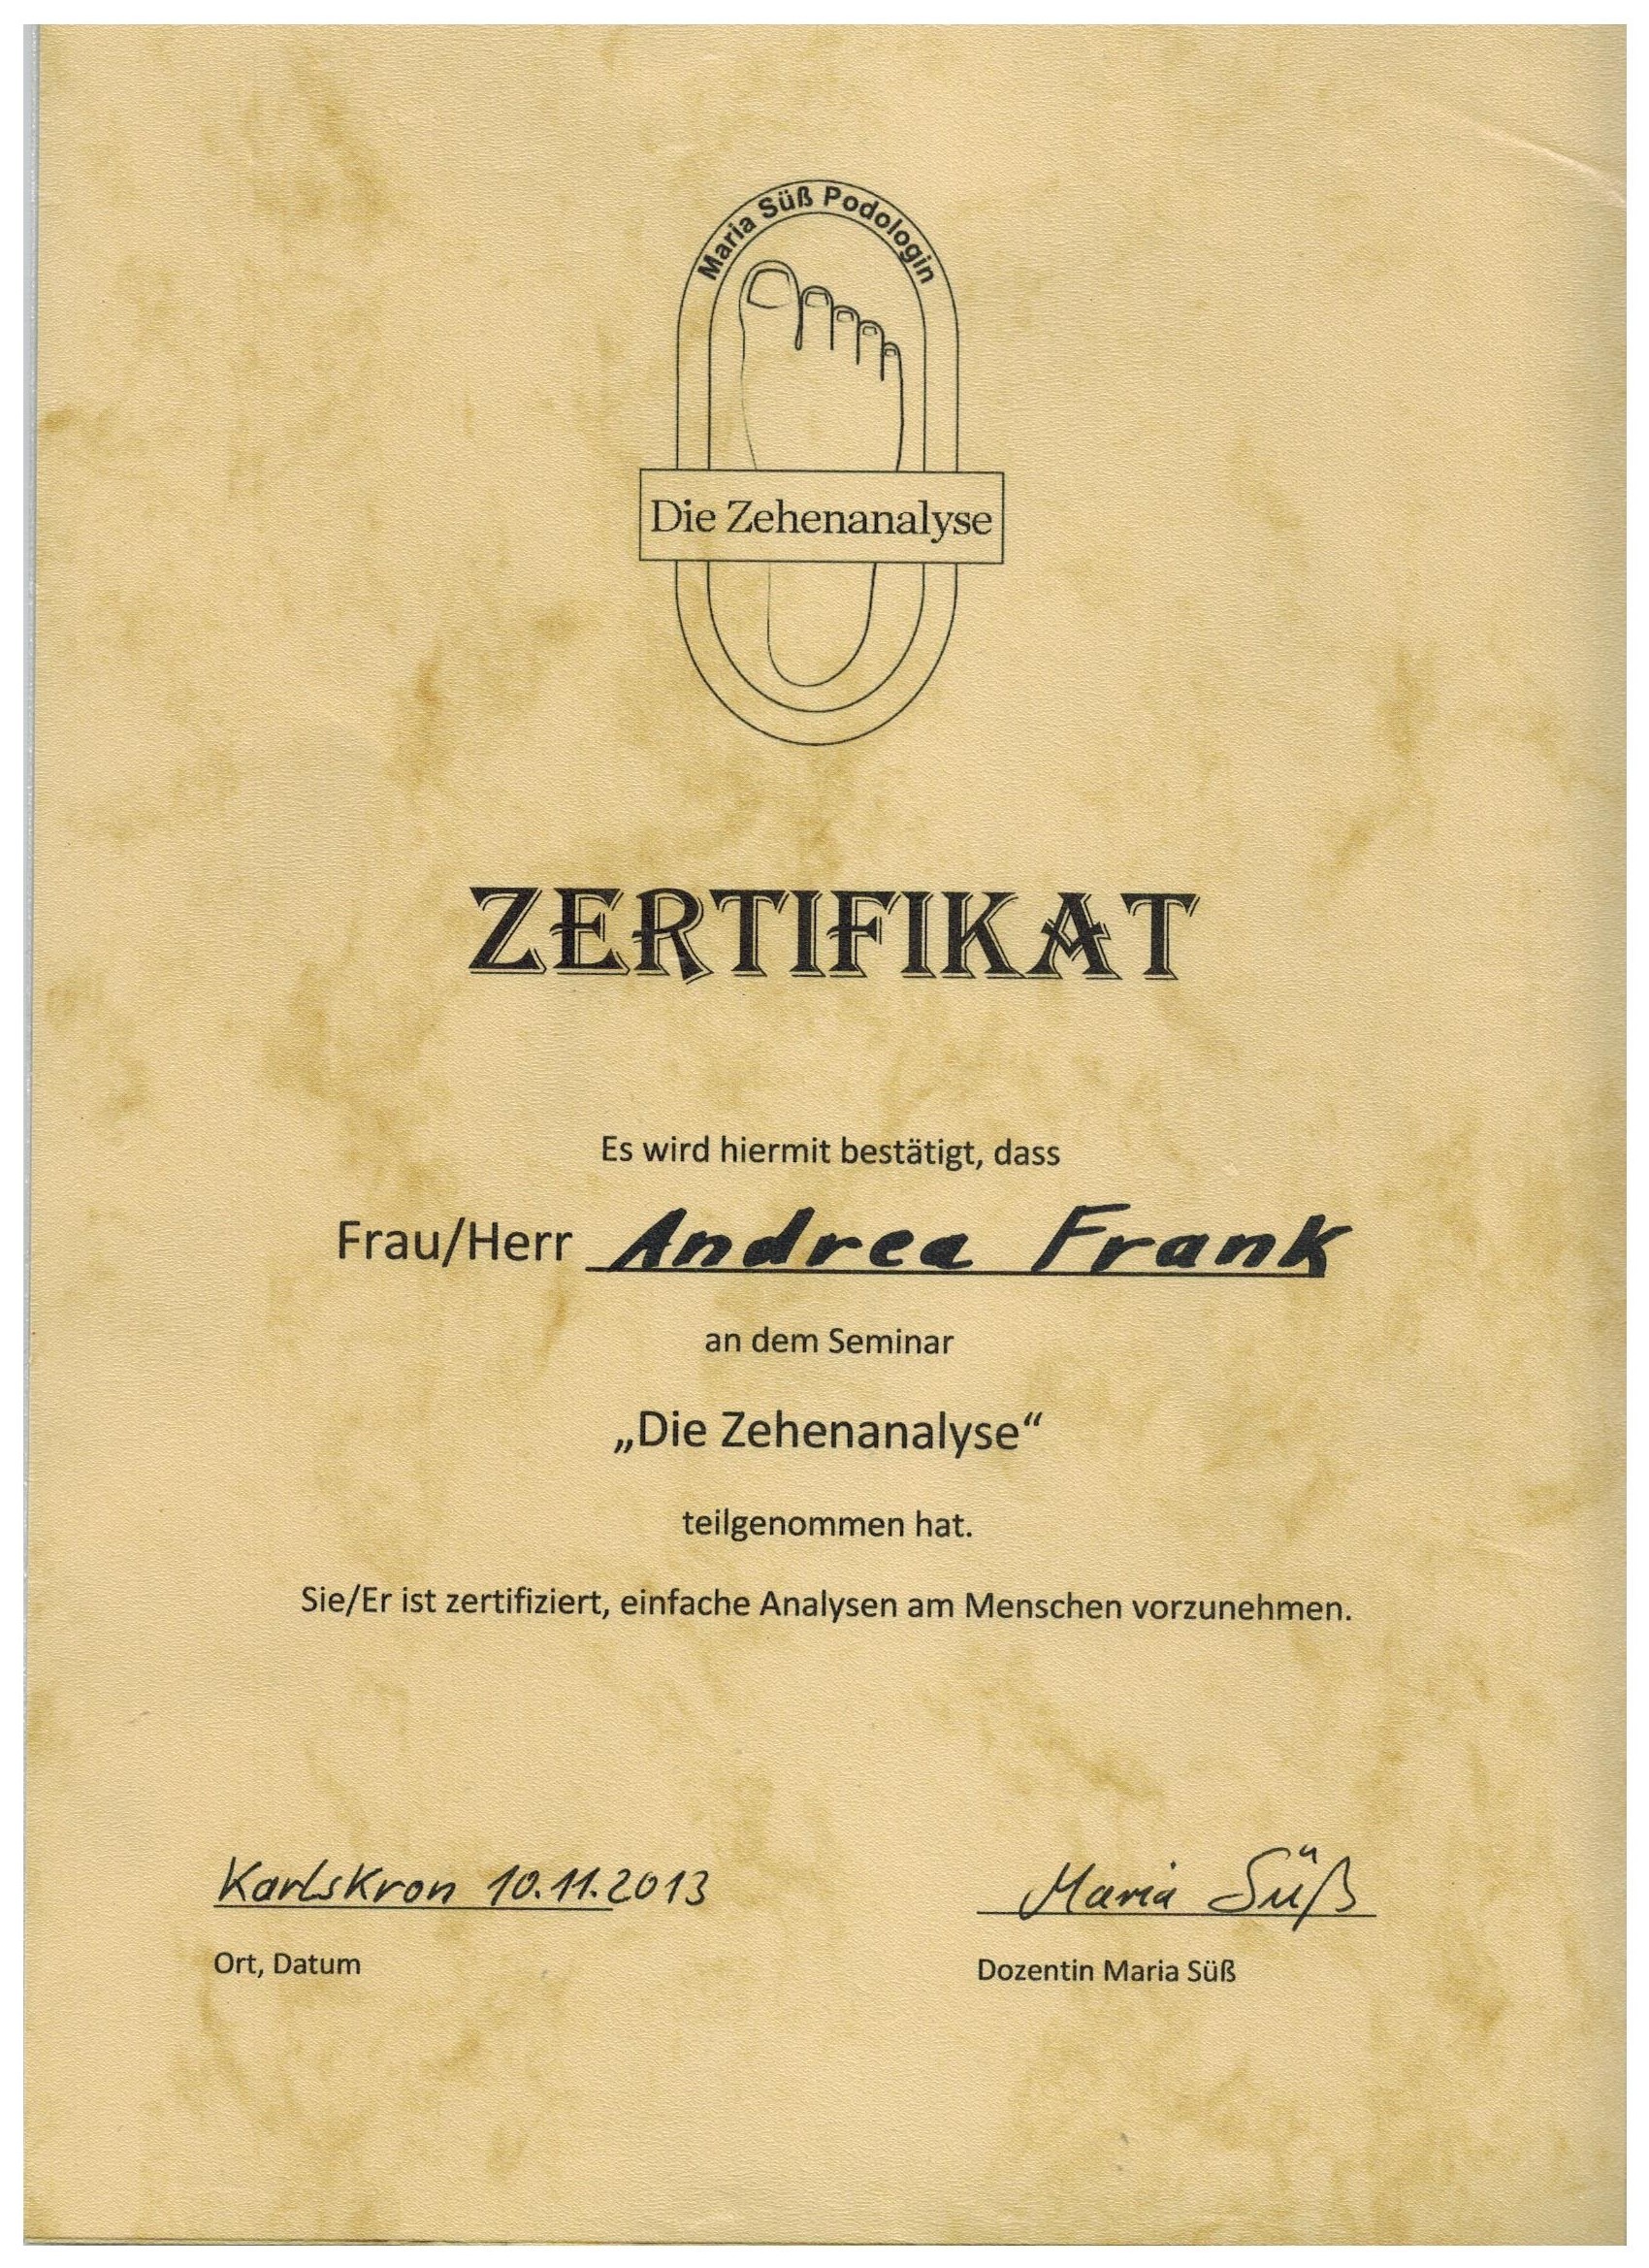 Maria Süß Podologin
Die Zehenanalyse
ZERTIFIKAT
Es wird hiermit bestätigt, dass
Frau/Herr Andrea Frank
an dem Seminar
„Die Zehenanalyse“
teilgenommen hat.
Sie/Er ist zertifiziert, einfache Analysen am Menschen vorzunehmen.
Karlskron 10.11.2013 Maria Süß
Ort, Datum Dozentin Maria Süß